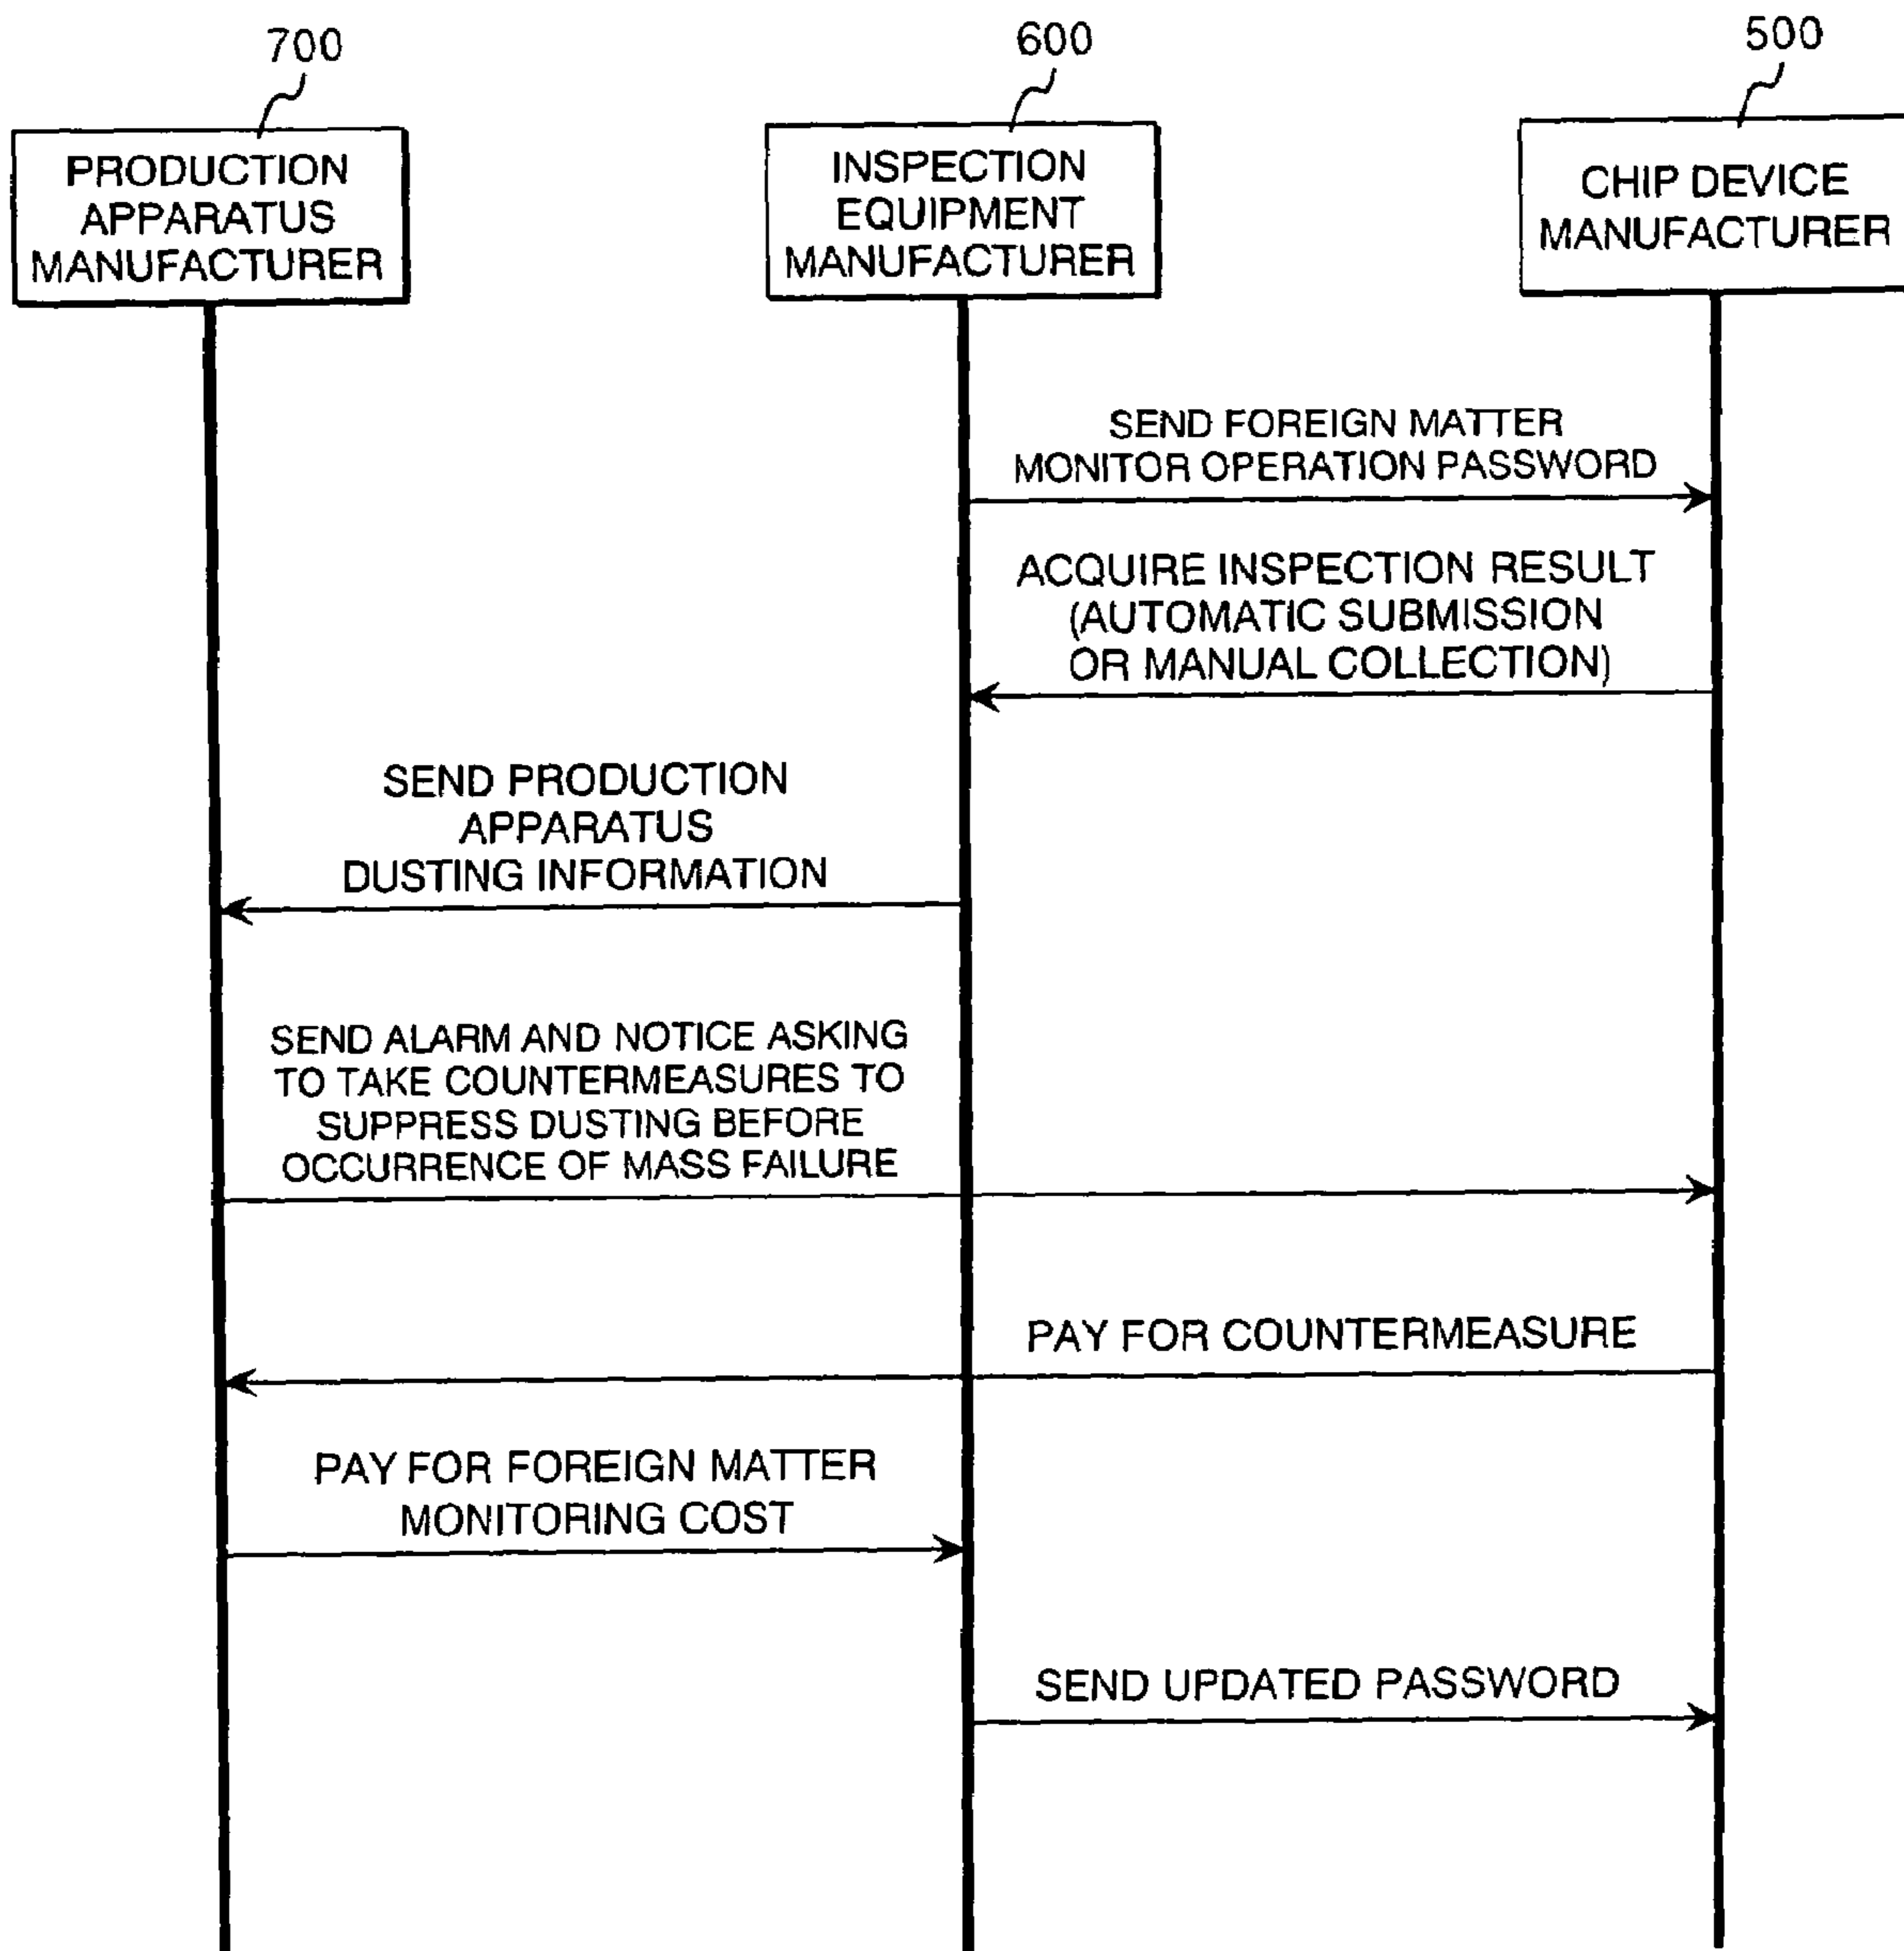 700
600
500
PRODUCTION
APPARATUS
MANUFACTURER
INSPECTION
EQUIPMENT
MANUFACTURER
CHIP DEVICE
MANUFACTURER
SEND FOREIGN MATTER
MONITOR OPERATION PASSWORD
ACQUIRE INSPECTION RESULT
(AUTOMATIC SUBMISSION
OR MANUAL COLLECTION)
SEND PRODUCTION
APPARATUS
DUSTING INFORMATION
SEND ALARM AND NOTICE ASKING
TO TAKE COUNTERMEASURES TO
SUPPRESS DUSTING BEFORE
OCCURRENCE OF MASS FAILURE
PAY FOR COUNTERMEASURE
PAY FOR FOREIGN MATTER
MONITORING COST
SEND UPDATED PASSWORD